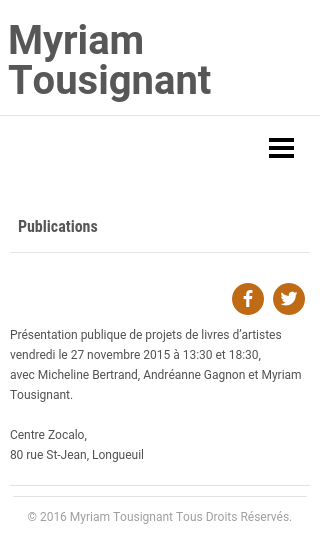 Myriam
Tousignant
Publications
Présentation publique de projets de livres d’artistes
vendredi le 27 novembre 2015 à 13:30 et 18:30,
avec Micheline Bertrand, Andréanne Gagnon et Myriam
Tousignant.
Centre Zocalo,
80 rue St-Jean, Longueuil
© 2016 Myriam Tousignant Tous Droits Réservés.